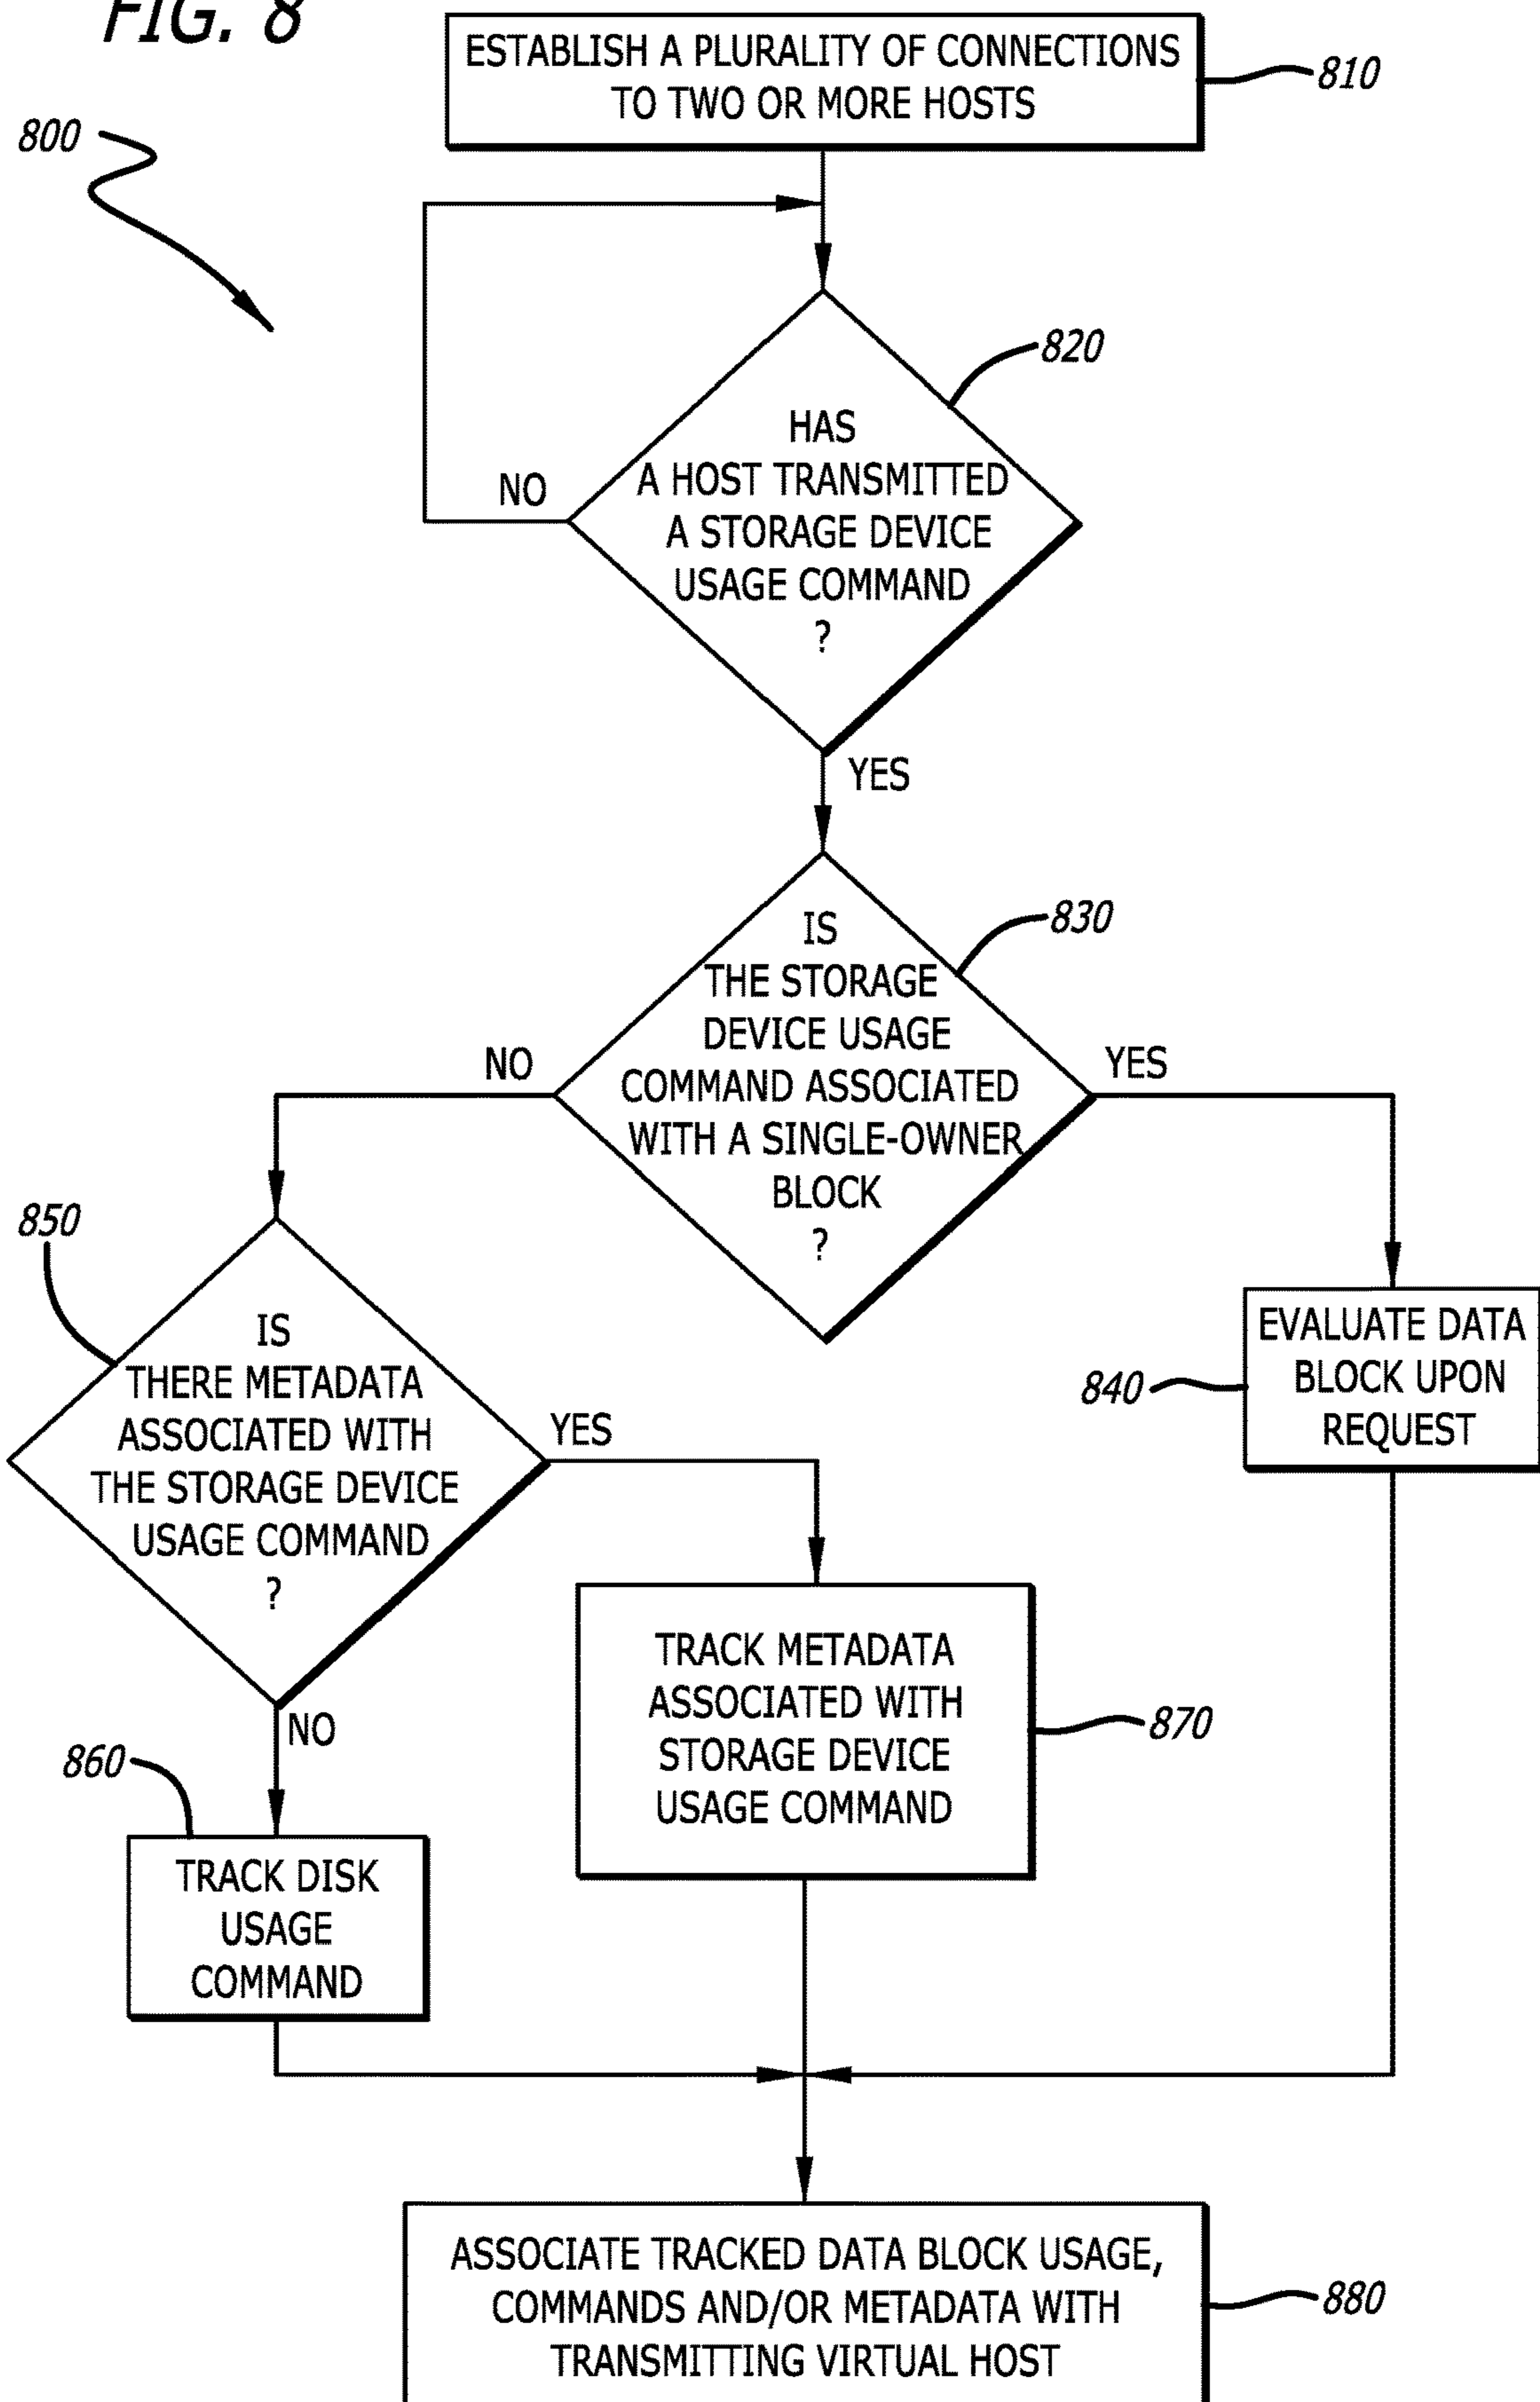 FIG. 8
ESTABLISH A PLURALITY OF CONNECTIONS
TO TWO OR MORE HOSTS
810
800
820
HAS
A HOST TRANSMITTED
A STORAGE DEVICE
USAGE COMMAND
?
NO
YES
830
IS
THE STORAGE
DEVICE USAGE
COMMAND ASSOCIATED
WITH A SINGLE-OWNER
BLOCK
?
NO
YES
850
IS
THERE METADATA
ASSOCIATED WITH
THE STORAGE DEVICE
USAGE COMMAND
?
YES
NO
840
EVALUATE DATA
BLOCK UPON
REQUEST
TRACK METADATA
ASSOCIATED WITH
STORAGE DEVICE
USAGE COMMAND
870
860
TRACK DISK
USAGE
COMMAND
ASSOCIATE TRACKED DATA BLOCK USAGE,
COMMANDS AND/OR METADATA WITH
TRANSMITTING VIRTUAL HOST
880